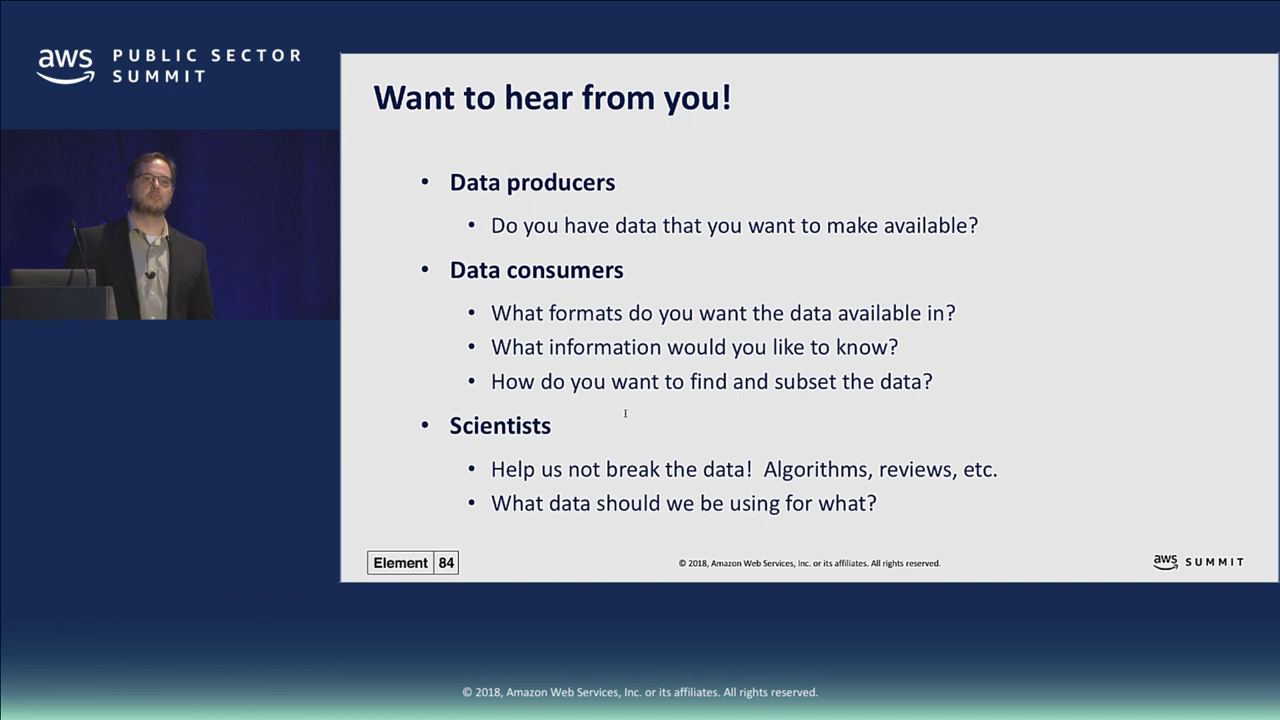 aws PUBLIC SECTOR
SUMMIT
Want to hear from you!
• Data producers
• Do you have data that you want to make available?
• Data consumers
• What formats do you want the data available in?
• What information would you like to know?
• How do you want to find and subset the data?
• Scientists
• Help us not break the data! Algorithms, reviews, etc.
• What data should we be using for what?
Element 84
© 2018, Amazon Web Services, Inc. or its affiliates. All rights reserved.
aws SUMMIT
© 2018, Amazon Web Services, Inc. or its affiliates. All rights reserved.